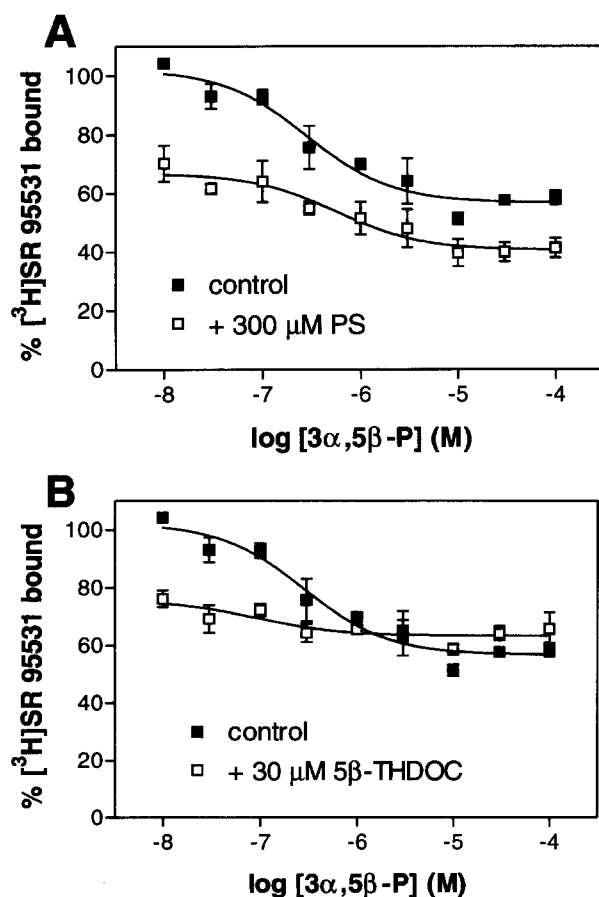 A
% [³H]SR 95531 bound
100
80
60
40
20
0
■ control
□ + 300 μM PS
-8 -7 -6 -5 -4
log [3α,5β-P] (M)
B
% [³H]SR 95531 bound
100
80
60
40
20
0
■ control
□ + 30 μM 5β-THDOC
-8 -7 -6 -5 -4
log [3α,5β-P] (M)